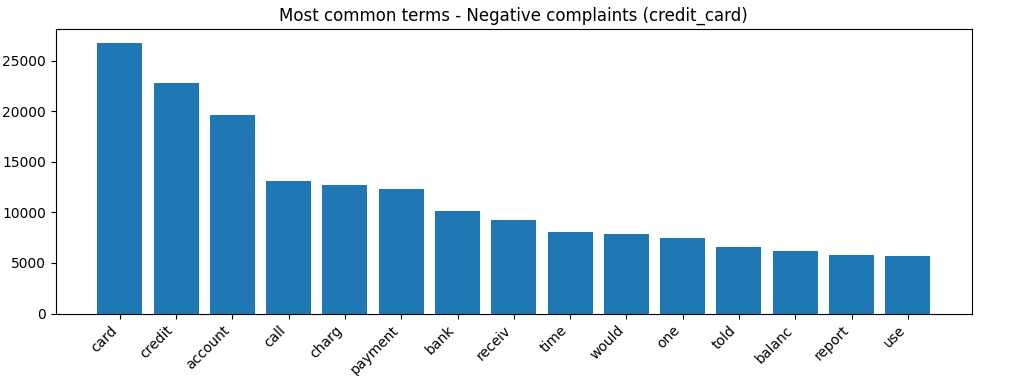 Most common terms - Negative complaints (credit_card)
25000
20000
15000
10000
5000
0
card
credit
account
call
charg
payment
bank
receiv
time
would
one
told
balanc
report
use